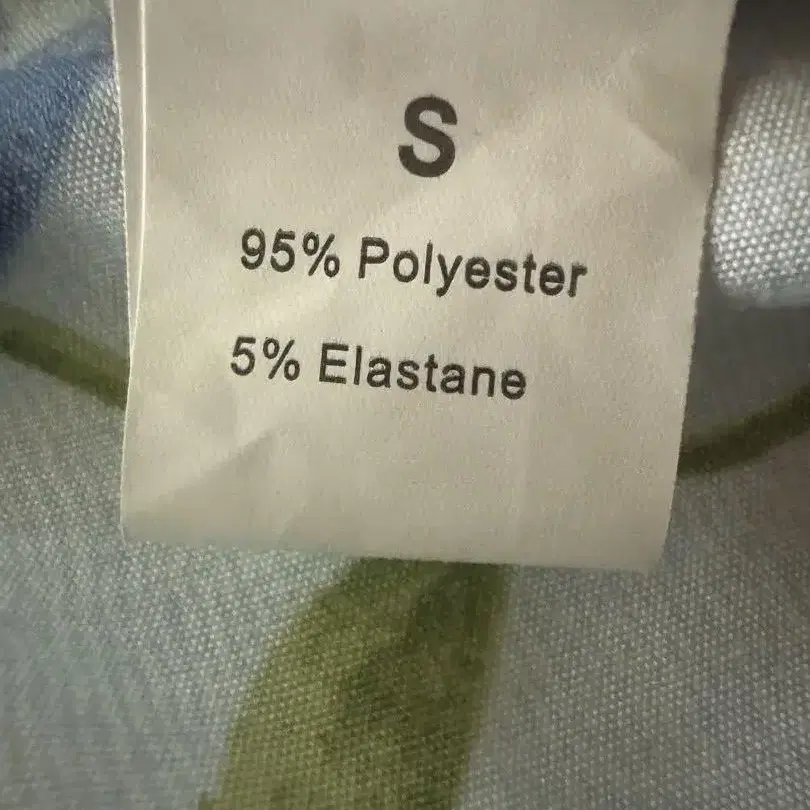 S
95% Polyester
5% Elastane